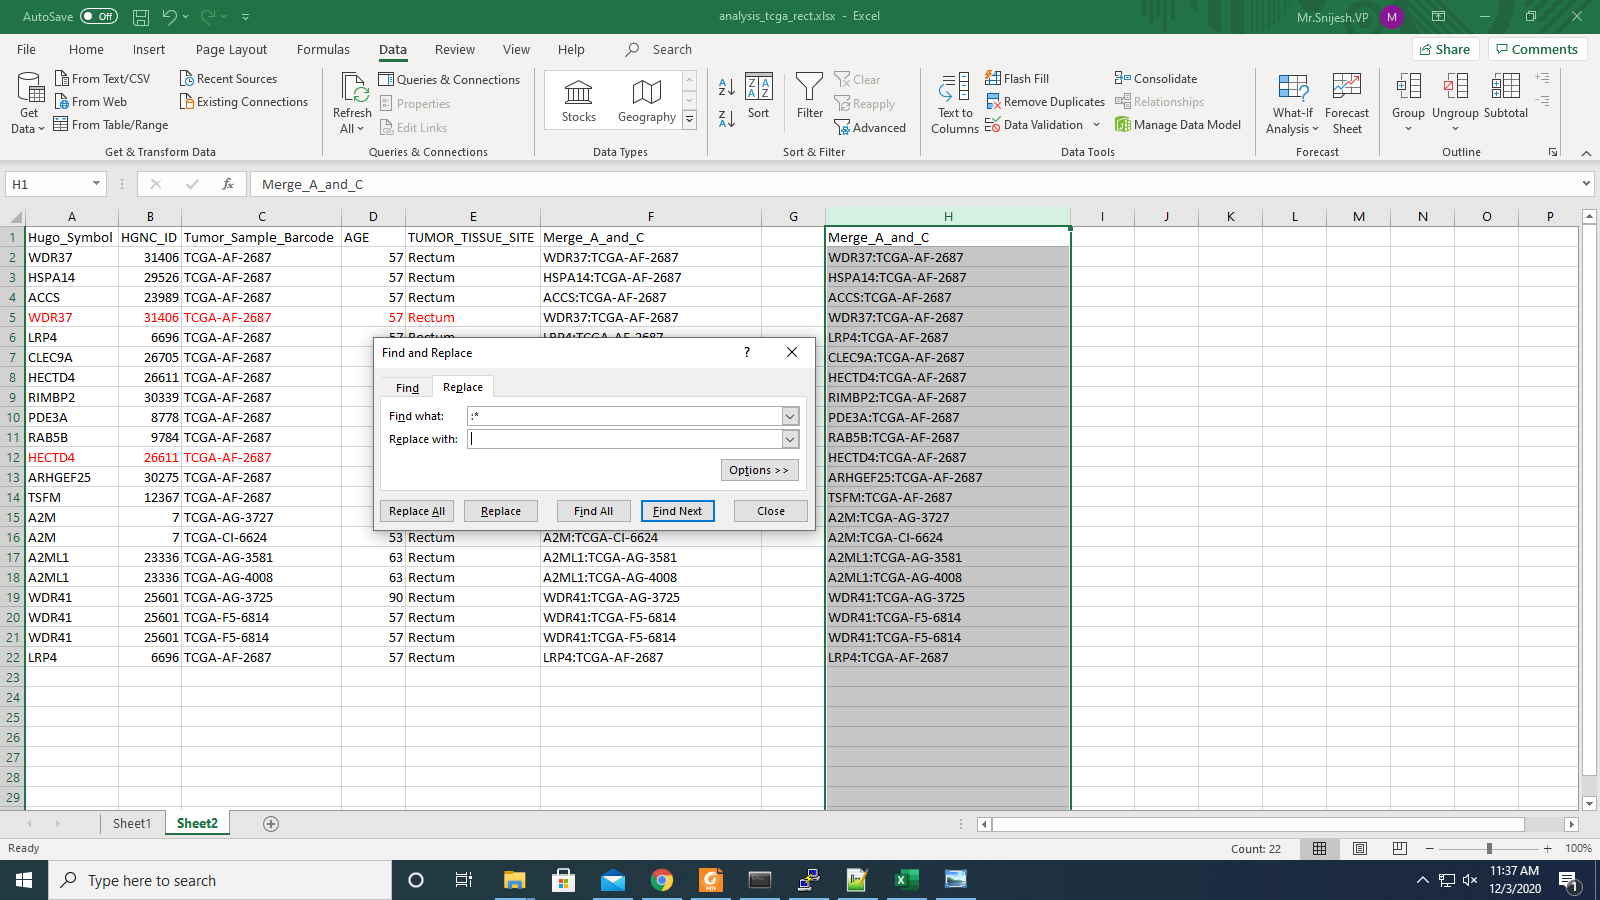 AutoSave Off
analysis_tcga_rect.xlsx - Excel
Mr.Snijesh.VP M
File Home Insert Page Layout Formulas Data Review View Help Search
Share Comments
Get Data
From Text/CSV
From Web
From Table/Range
Recent Sources
Existing Connections
Get & Transform Data
Refresh All
Queries & Connections
Properties
Edit Links
Queries & Connections
Stocks Geography
Data Types
Sort
Filter
Clear
Reapply
Advanced
Sort & Filter
Text to Columns
Flash Fill
Remove Duplicates
Data Validation
Consolidate
Relationships
Manage Data Model
Data Tools
What-If Analysis
Forecast Sheet
Forecast
Group Ungroup Subtotal
Outline
H1
fx
Merge_A_and_C
A B C D E F G H I J K L M N O P
1 Hugo_Symbol HGNC_ID Tumor_Sample_Barcode AGE TUMOR_TISSUE_SITE Merge_A_and_C Merge_A_and_C
2 WDR37 31406 TCGA-AF-2687 57 Rectum WDR37:TCGA-AF-2687 WDR37:TCGA-AF-2687
3 HSPA14 29526 TCGA-AF-2687 57 Rectum HSPA14:TCGA-AF-2687 HSPA14:TCGA-AF-2687
4 ACCS 23989 TCGA-AF-2687 57 Rectum ACCS:TCGA-AF-2687 ACCS:TCGA-AF-2687
5 WDR37 31406 TCGA-AF-2687 57 Rectum WDR37:TCGA-AF-2687 WDR37:TCGA-AF-2687
6 LRP4 6696 TCGA-AF-2687 57 Rectum LRP4:TCGA-AF-2687 LRP4:TCGA-AF-2687
7 CLEC9A 26705 TCGA-AF-2687 CLEC9A:TCGA-AF-2687
8 HECTD4 26611 TCGA-AF-2687 HECTD4:TCGA-AF-2687
9 RIMBP2 30339 TCGA-AF-2687 RIMBP2:TCGA-AF-2687
10 PDE3A 8778 TCGA-AF-2687 PDE3A:TCGA-AF-2687
11 RAB5B 9784 TCGA-AF-2687 RAB5B:TCGA-AF-2687
12 HECTD4 26611 TCGA-AF-2687 HECTD4:TCGA-AF-2687
13 ARHGEF25 30275 TCGA-AF-2687 ARHGEF25:TCGA-AF-2687
14 TSFM 12367 TCGA-AF-2687 TSFM:TCGA-AF-2687
15 A2M 7 TCGA-AG-3727 A2M:TCGA-AG-3727
16 A2M 7 TCGA-CI-6624 53 Rectum A2M:TCGA-CI-6624 A2M:TCGA-CI-6624
17 A2ML1 23336 TCGA-AG-3581 63 Rectum A2ML1:TCGA-AG-3581 A2ML1:TCGA-AG-3581
18 A2ML1 23336 TCGA-AG-4008 63 Rectum A2ML1:TCGA-AG-4008 A2ML1:TCGA-AG-4008
19 WDR41 25601 TCGA-AG-3725 90 Rectum WDR41:TCGA-AG-3725 WDR41:TCGA-AG-3725
20 WDR41 25601 TCGA-F5-6814 57 Rectum WDR41:TCGA-F5-6814 WDR41:TCGA-F5-6814
21 WDR41 25601 TCGA-F5-6814 57 Rectum WDR41:TCGA-F5-6814 WDR41:TCGA-F5-6814
22 LRP4 6696 TCGA-AF-2687 57 Rectum LRP4:TCGA-AF-2687 LRP4:TCGA-AF-2687
23
24
25
26
27
28
29
Find and Replace ?
Find Replace
Find what: :*
Replace with:
Options >>
Replace All Replace Find All Find Next Close
Sheet1 Sheet2
Ready
Count: 22
100%
Type here to search
11:37 AM
12/3/2020
1